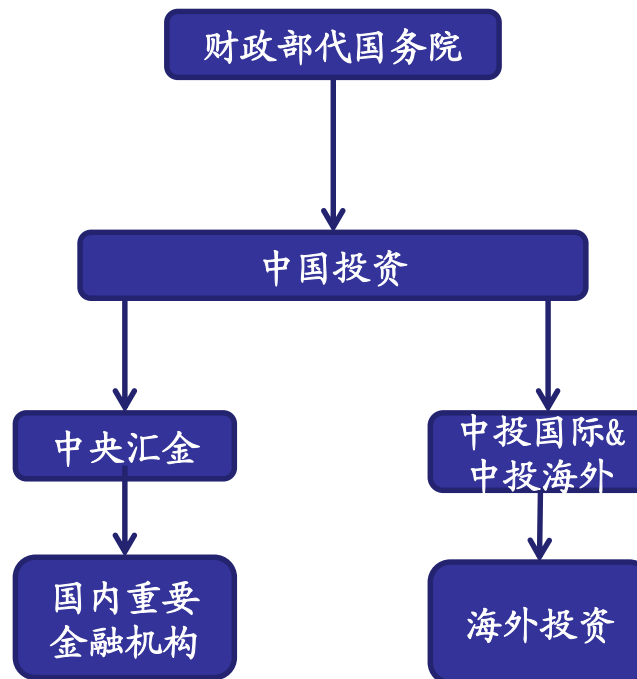 财政部代国务院
中国投资
中央汇金
中投国际&
中投海外
国内重要
金融机构
海外投资